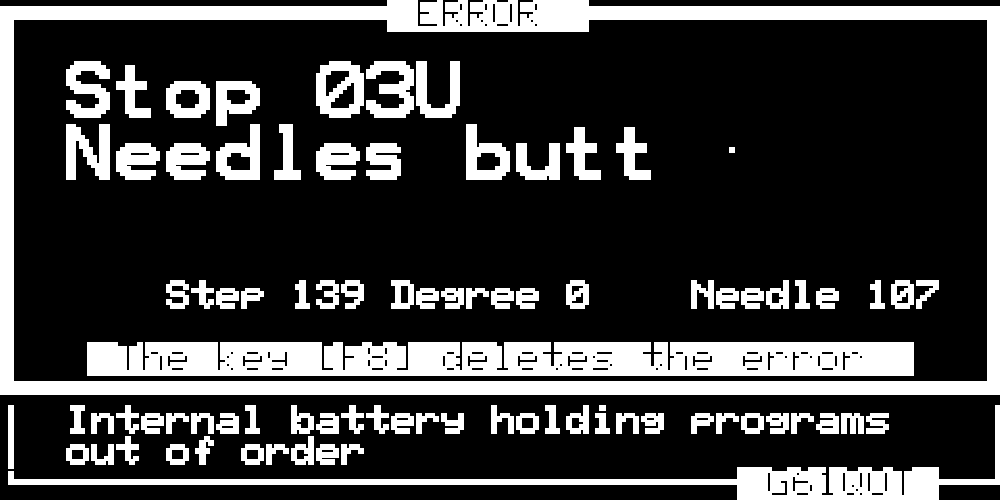 ERROR
Stop 03U
Needles butt .
Step 139 Degree 0 Needle 107
The key [F8] deletes the error
Internal battery holding programs
out of order
G61QUT